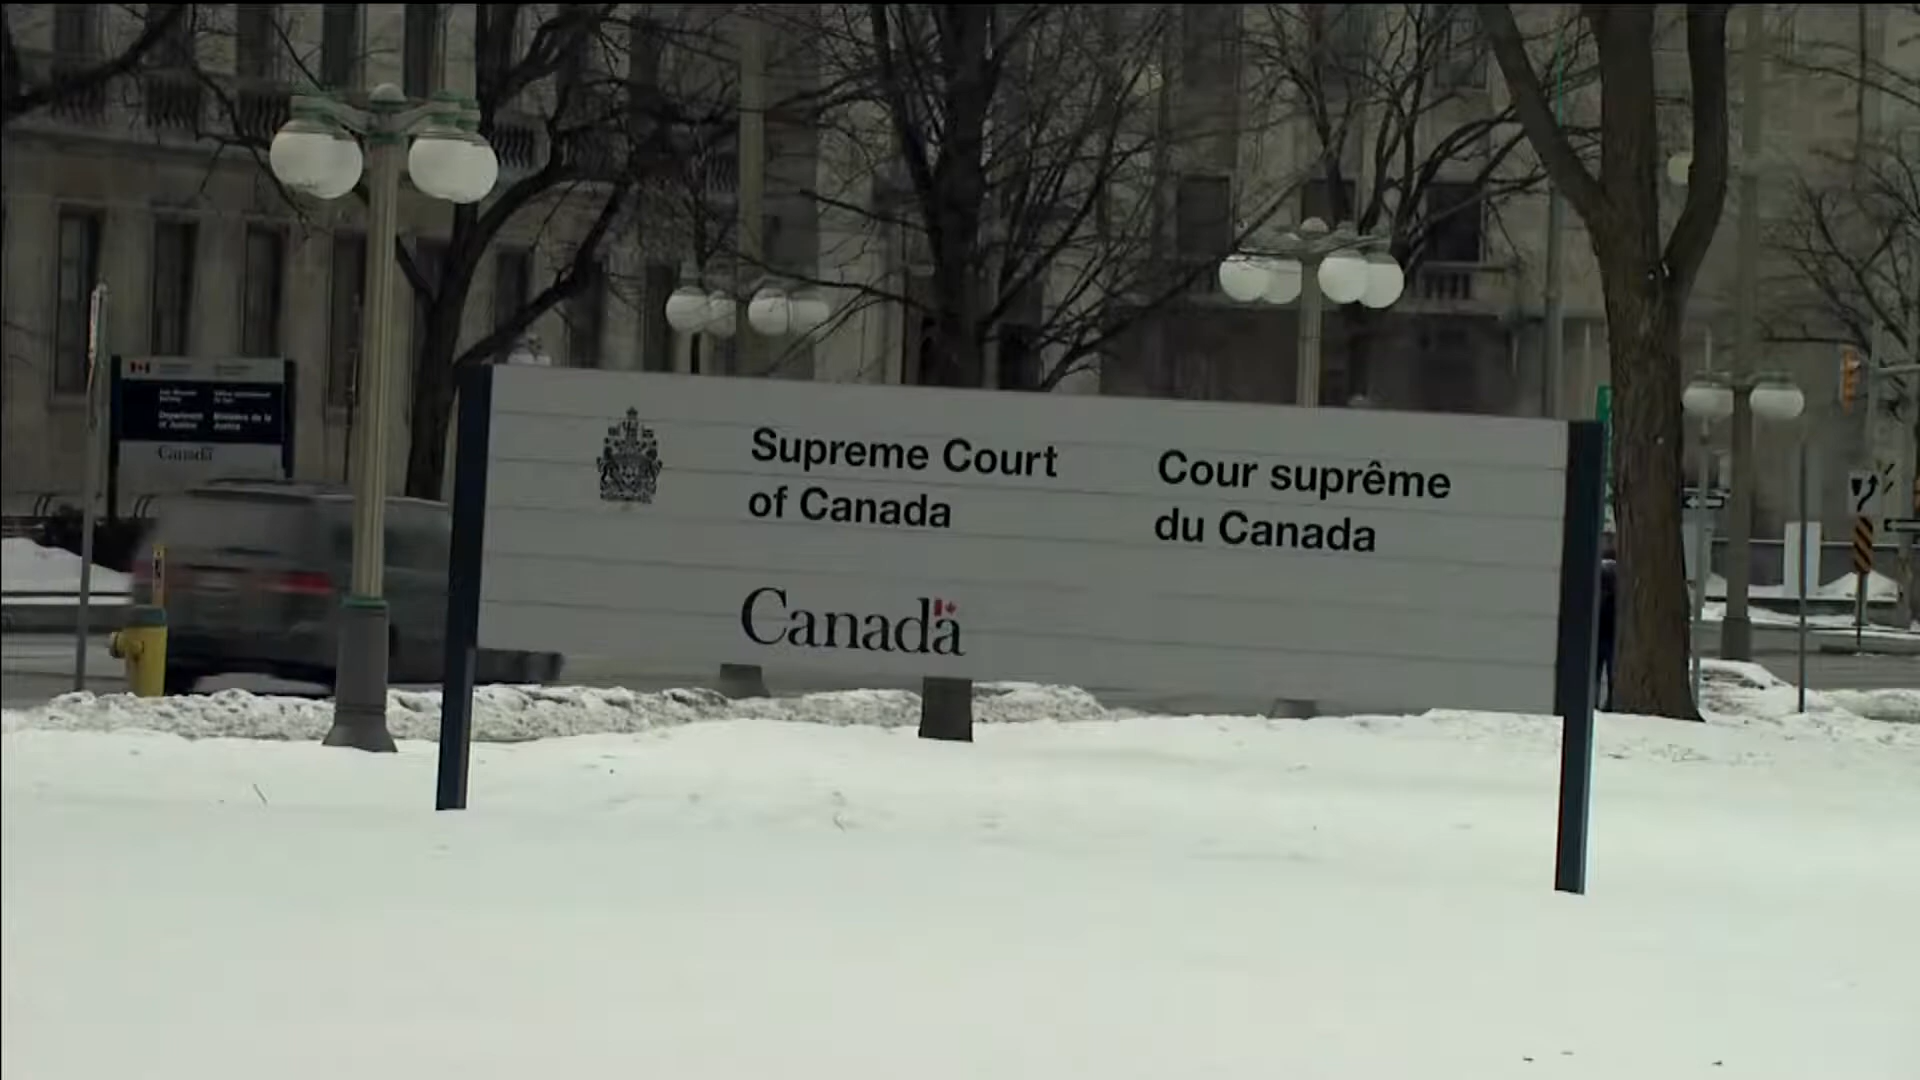 Supreme Court
of Canada
Cour suprême
du Canada
Canada
Department
of Justice
Ministère de la
Justice
Canada